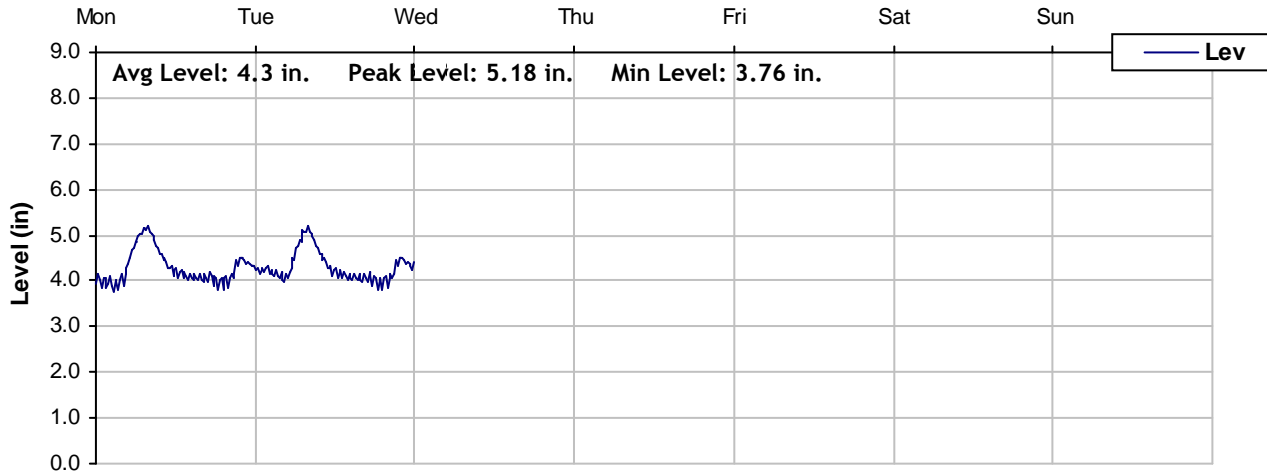 Mon Tue Wed Thu Fri Sat Sun
9.0
Lev
Avg Level: 4.3 in. Peak Level: 5.18 in. Min Level: 3.76 in.
8.0
7.0
6.0
5.0
4.0
3.0
2.0
1.0
0.0
Level (in)